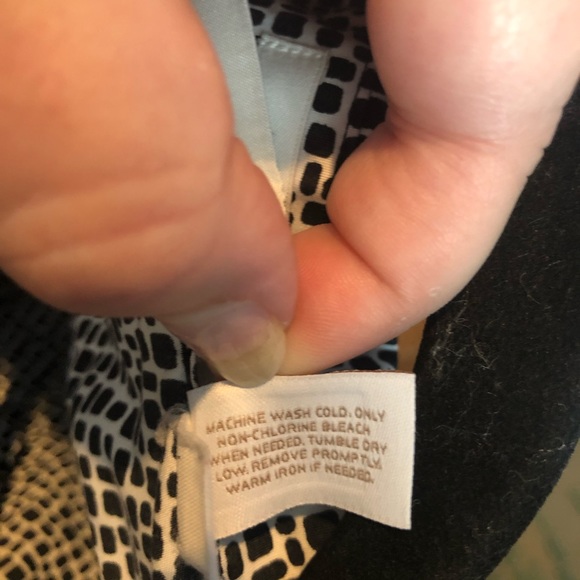 MACHINE WASH COLD. ONLY
NON-CHLORINE BLEACH
WHEN NEEDED. TUMBLE DRY
LOW. REMOVE PROMPTLY.
WARM IRON IF NEEDED.